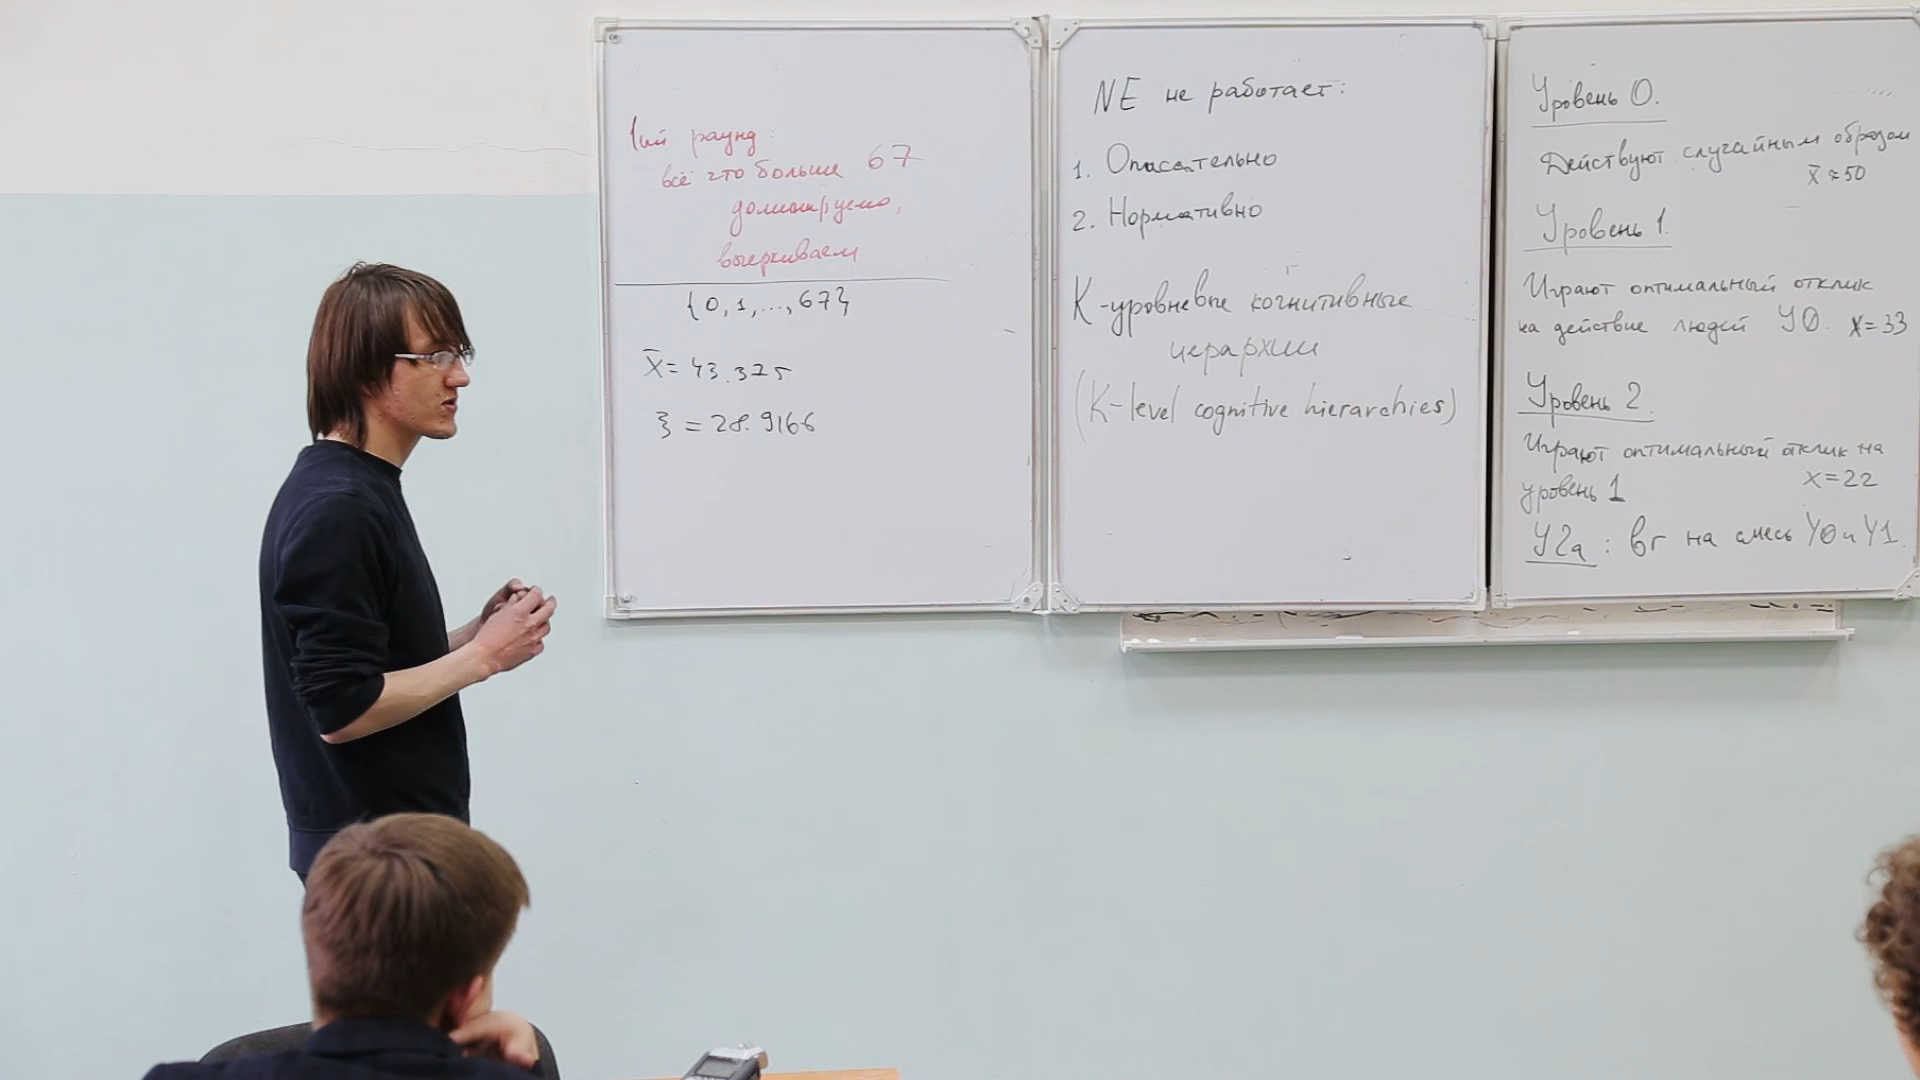 1ый раунд:
всё что больше 67
доминируемо,
вычеркиваем
{0, 1, ..., 67}
x̄ = 43.375
= 28.9166
NE не работает:
1. Описательно
2. Нормативно
К-уровневые когнитивные
иерархии
(K-level cognitive hierarchies)
Уровень 0.
Действуют случайным образом
x̄ ≈ 50
Уровень 1.
Играют оптимальный отклик
на действие людей У0. x=33
Уровень 2.
Играют оптимальный отклик на
уровень 1 x=22
У2а : br на смесь У0 и У1.